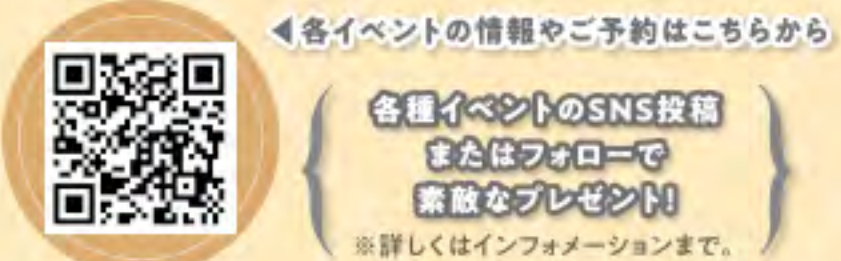 ◀各イベントの情報やご予約はこちらから
各種イベントのSNS投稿
またはフォローで
素敵なプレゼント!
※詳しくはインフォメーションまで。